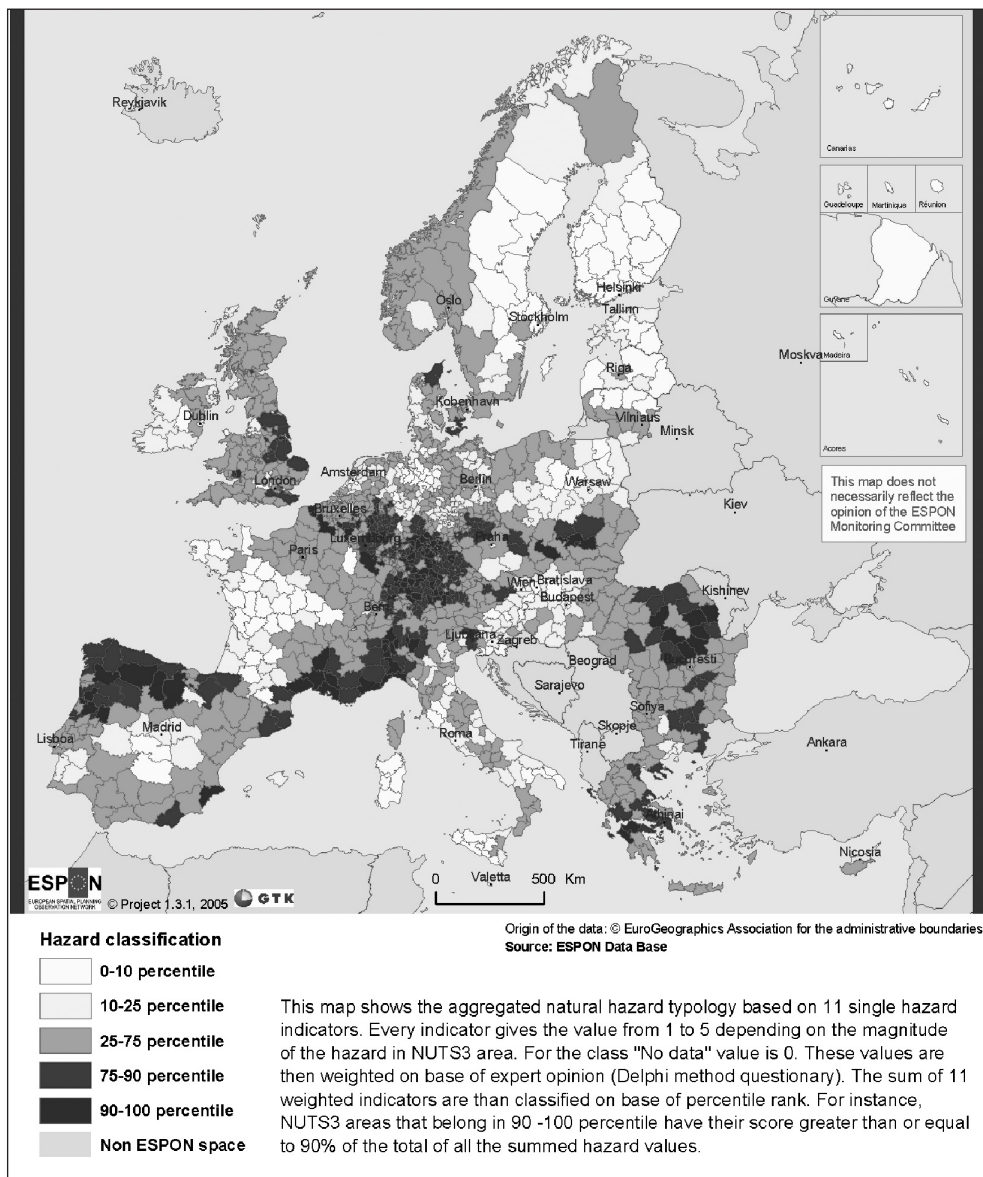 Reykjavik
Canarias
Guadeloupe
Martinique
Réunion
Guyane
Helsinki
Oslo
Tallinn
Stockholm
Moskva
Madeira
Riga
Kobenhavn
Dublin
Vilniaus
Minsk
Acores
Amsterdam
Berlin
London
Warsaw
This map does not
necessarily reflect the
opinion of the ESPON
Monitoring Committee
Bruxelles
Kiev
Luxembourg
Praha
Paris
Wien
Bratislava
Kishinev
Budapest
Bern
Ljubljana
Zagreb
Bucuresti
Beograd
Sarajevo
Madrid
Sofiya
Lisboa
Skopje
Roma
Tirane
Ankara
Athinai
Nicosia
Valetta
0 500 Km
ESPON
EUROPEAN SPATIAL PLANNING
OBSERVATION NETWORK
© Project 1.3.1, 2005
GTK
Origin of the data: © EuroGeographics Association for the administrative boundaries
Source: ESPON Data Base
Hazard classification
0-10 percentile
10-25 percentile
25-75 percentile
75-90 percentile
90-100 percentile
Non ESPON space
This map shows the aggregated natural hazard typology based on 11 single hazard
indicators. Every indicator gives the value from 1 to 5 depending on the magnitude
of the hazard in NUTS3 area. For the class "No data" value is 0. These values are
then weighted on base of expert opinion (Delphi method questionary). The sum of 11
weighted indicators are than classified on base of percentile rank. For instance,
NUTS3 areas that belong in 90 -100 percentile have their score greater than or equal
to 90% of the total of all the summed hazard values.